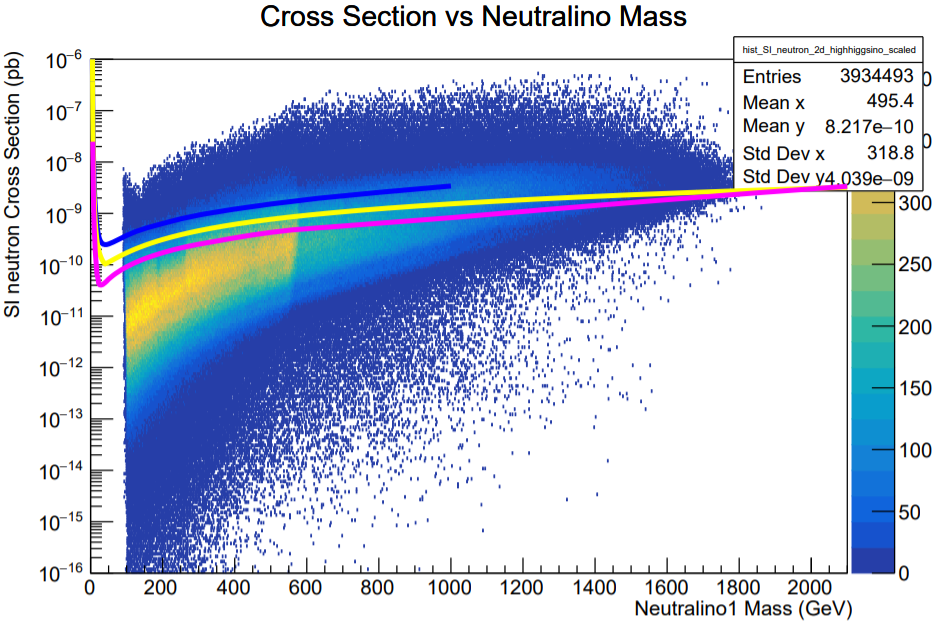 Cross Section vs Neutralino Mass
SI neutron Cross Section (pb)
10−6
10−7
10−8
10−9
10−10
10−11
10−12
10−13
10−14
10−15
10−16
0 200 400 600 800 1000 1200 1400 1600 1800 2000
Neutralino1 Mass (GeV)
hist_SI_neutron_2d_highhiggsino_scaled
Entries 3934493
Mean x 495.4
Mean y 8.217e−10
Std Dev x 318.8
Std Dev y4.039e−09
0
0
300
250
200
150
100
50
0